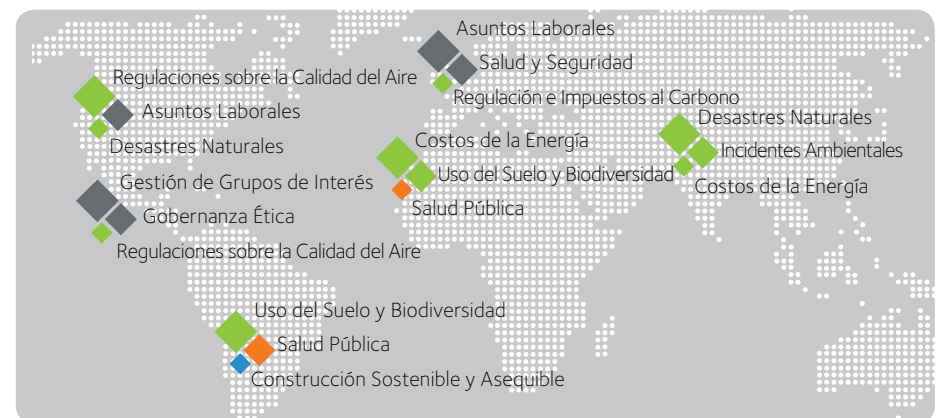 Regulaciones sobre la Calidad del Aire
Asuntos Laborales
Desastres Naturales
Gestión de Grupos de Interés
Gobernanza Ética
Regulaciones sobre la Calidad del Aire
Uso del Suelo y Biodiversidad
Salud Pública
Construcción Sostenible y Asequible
Asuntos Laborales
Salud y Seguridad
Regulación e Impuestos al Carbono
Costos de la Energía
Uso del Suelo y Biodiversidad
Salud Pública
Desastres Naturales
Incidentes Ambientales
Costos de la Energía